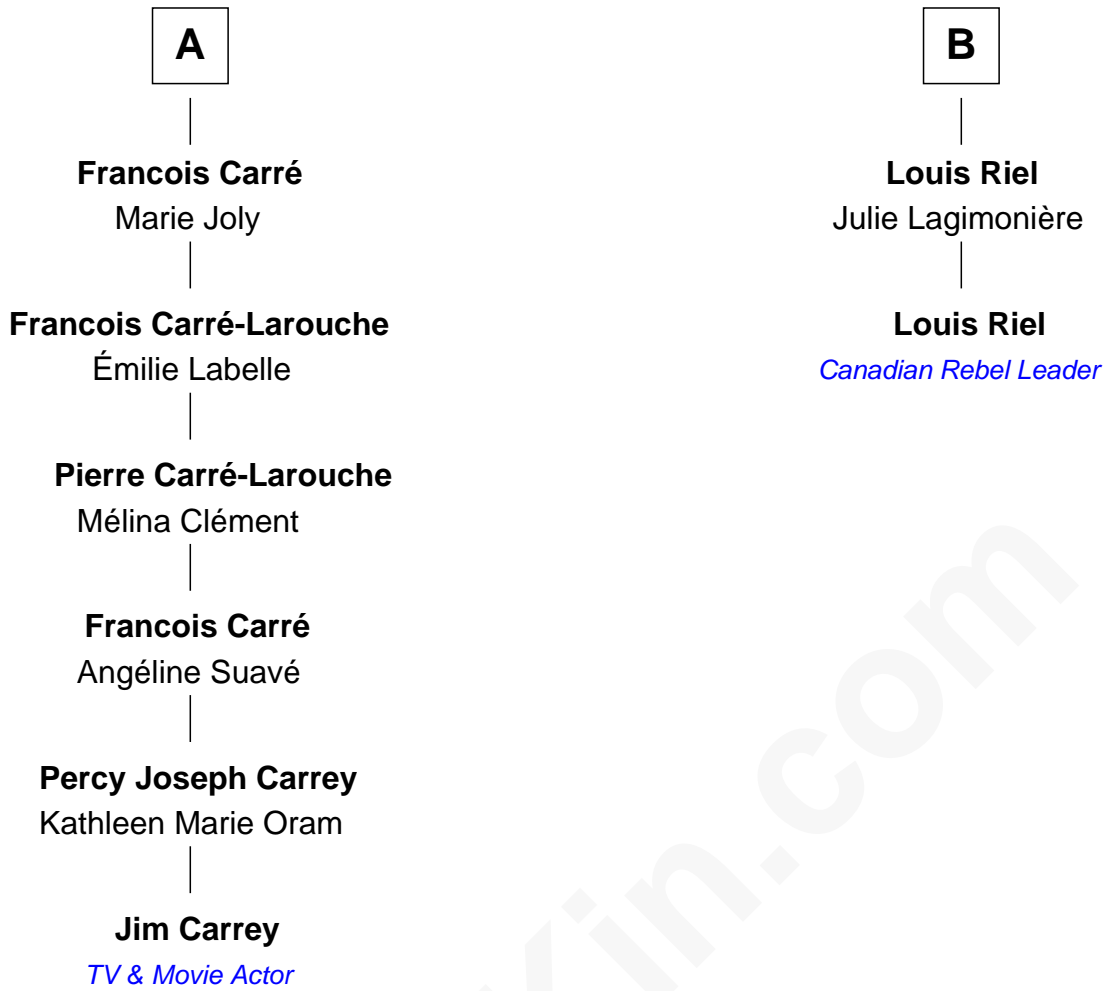 A
Francois Carré
Marie Joly
Francois Carré-Larouche
Émilie Labelle
Pierre Carré-Larouche
Mélina Clément
Francois Carré
Angéline Suavé
Percy Joseph Carrey
Kathleen Marie Oram
Jim Carrey
TV & Movie Actor
B
Louis Riel
Julie Lagimonière
Louis Riel
Canadian Rebel Leader